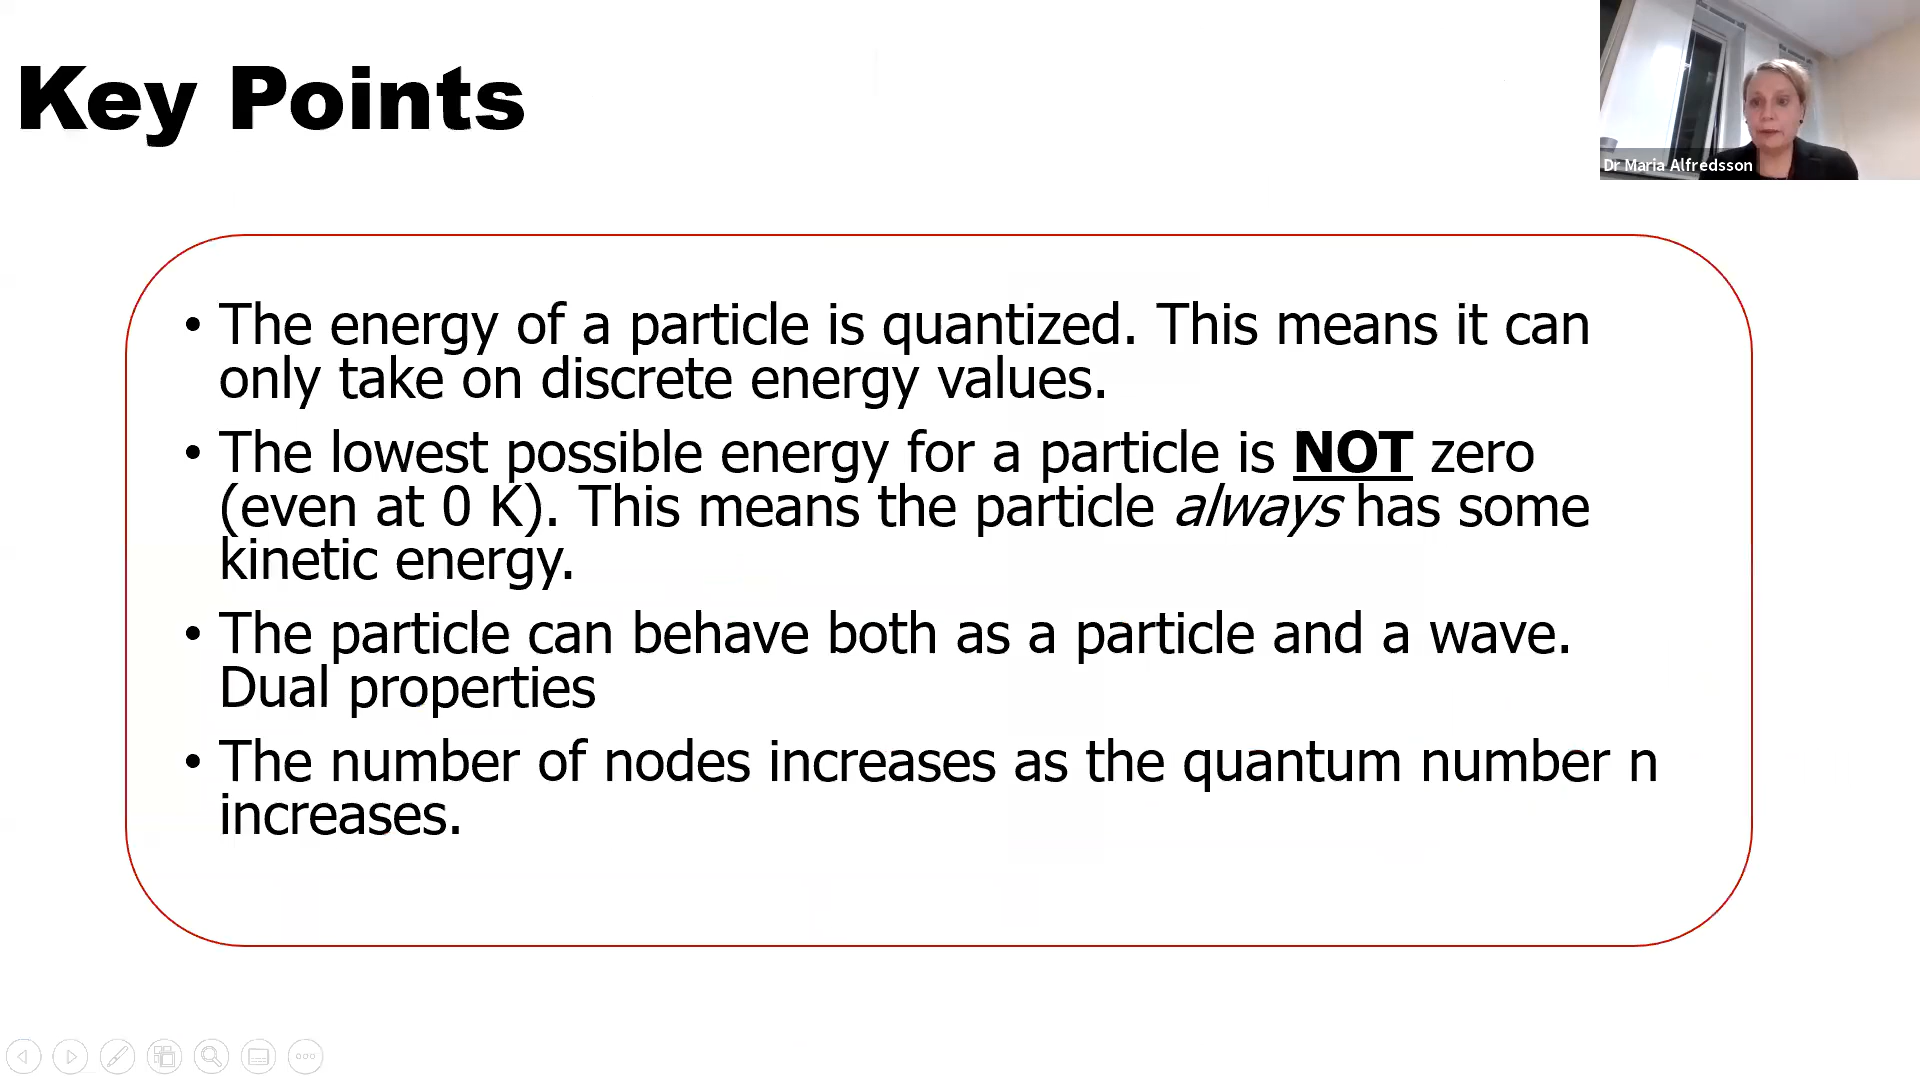 Key Points
Dr Maria Alfredsson
• The energy of a particle is quantized. This means it can
only take on discrete energy values.
• The lowest possible energy for a particle is NOT zero
(even at 0 K). This means the particle always has some
kinetic energy.
• The particle can behave both as a particle and a wave.
Dual properties
• The number of nodes increases as the quantum number n
increases.